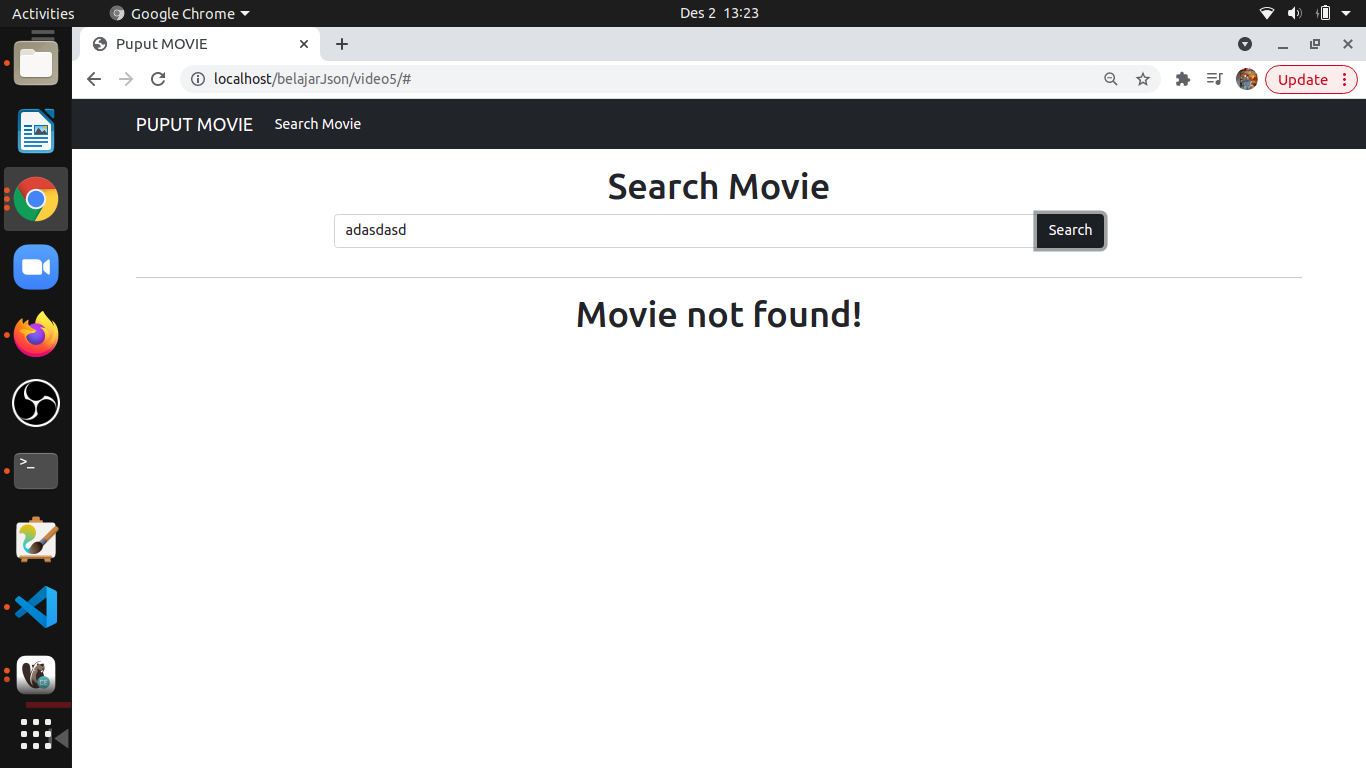 Activities Google Chrome Des 2 13:23
Puput MOVIE
localhost/belajarJson/video5/# Update
PUPUT MOVIE Search Movie
Search Movie
adasdasd Search
Movie not found!
>_